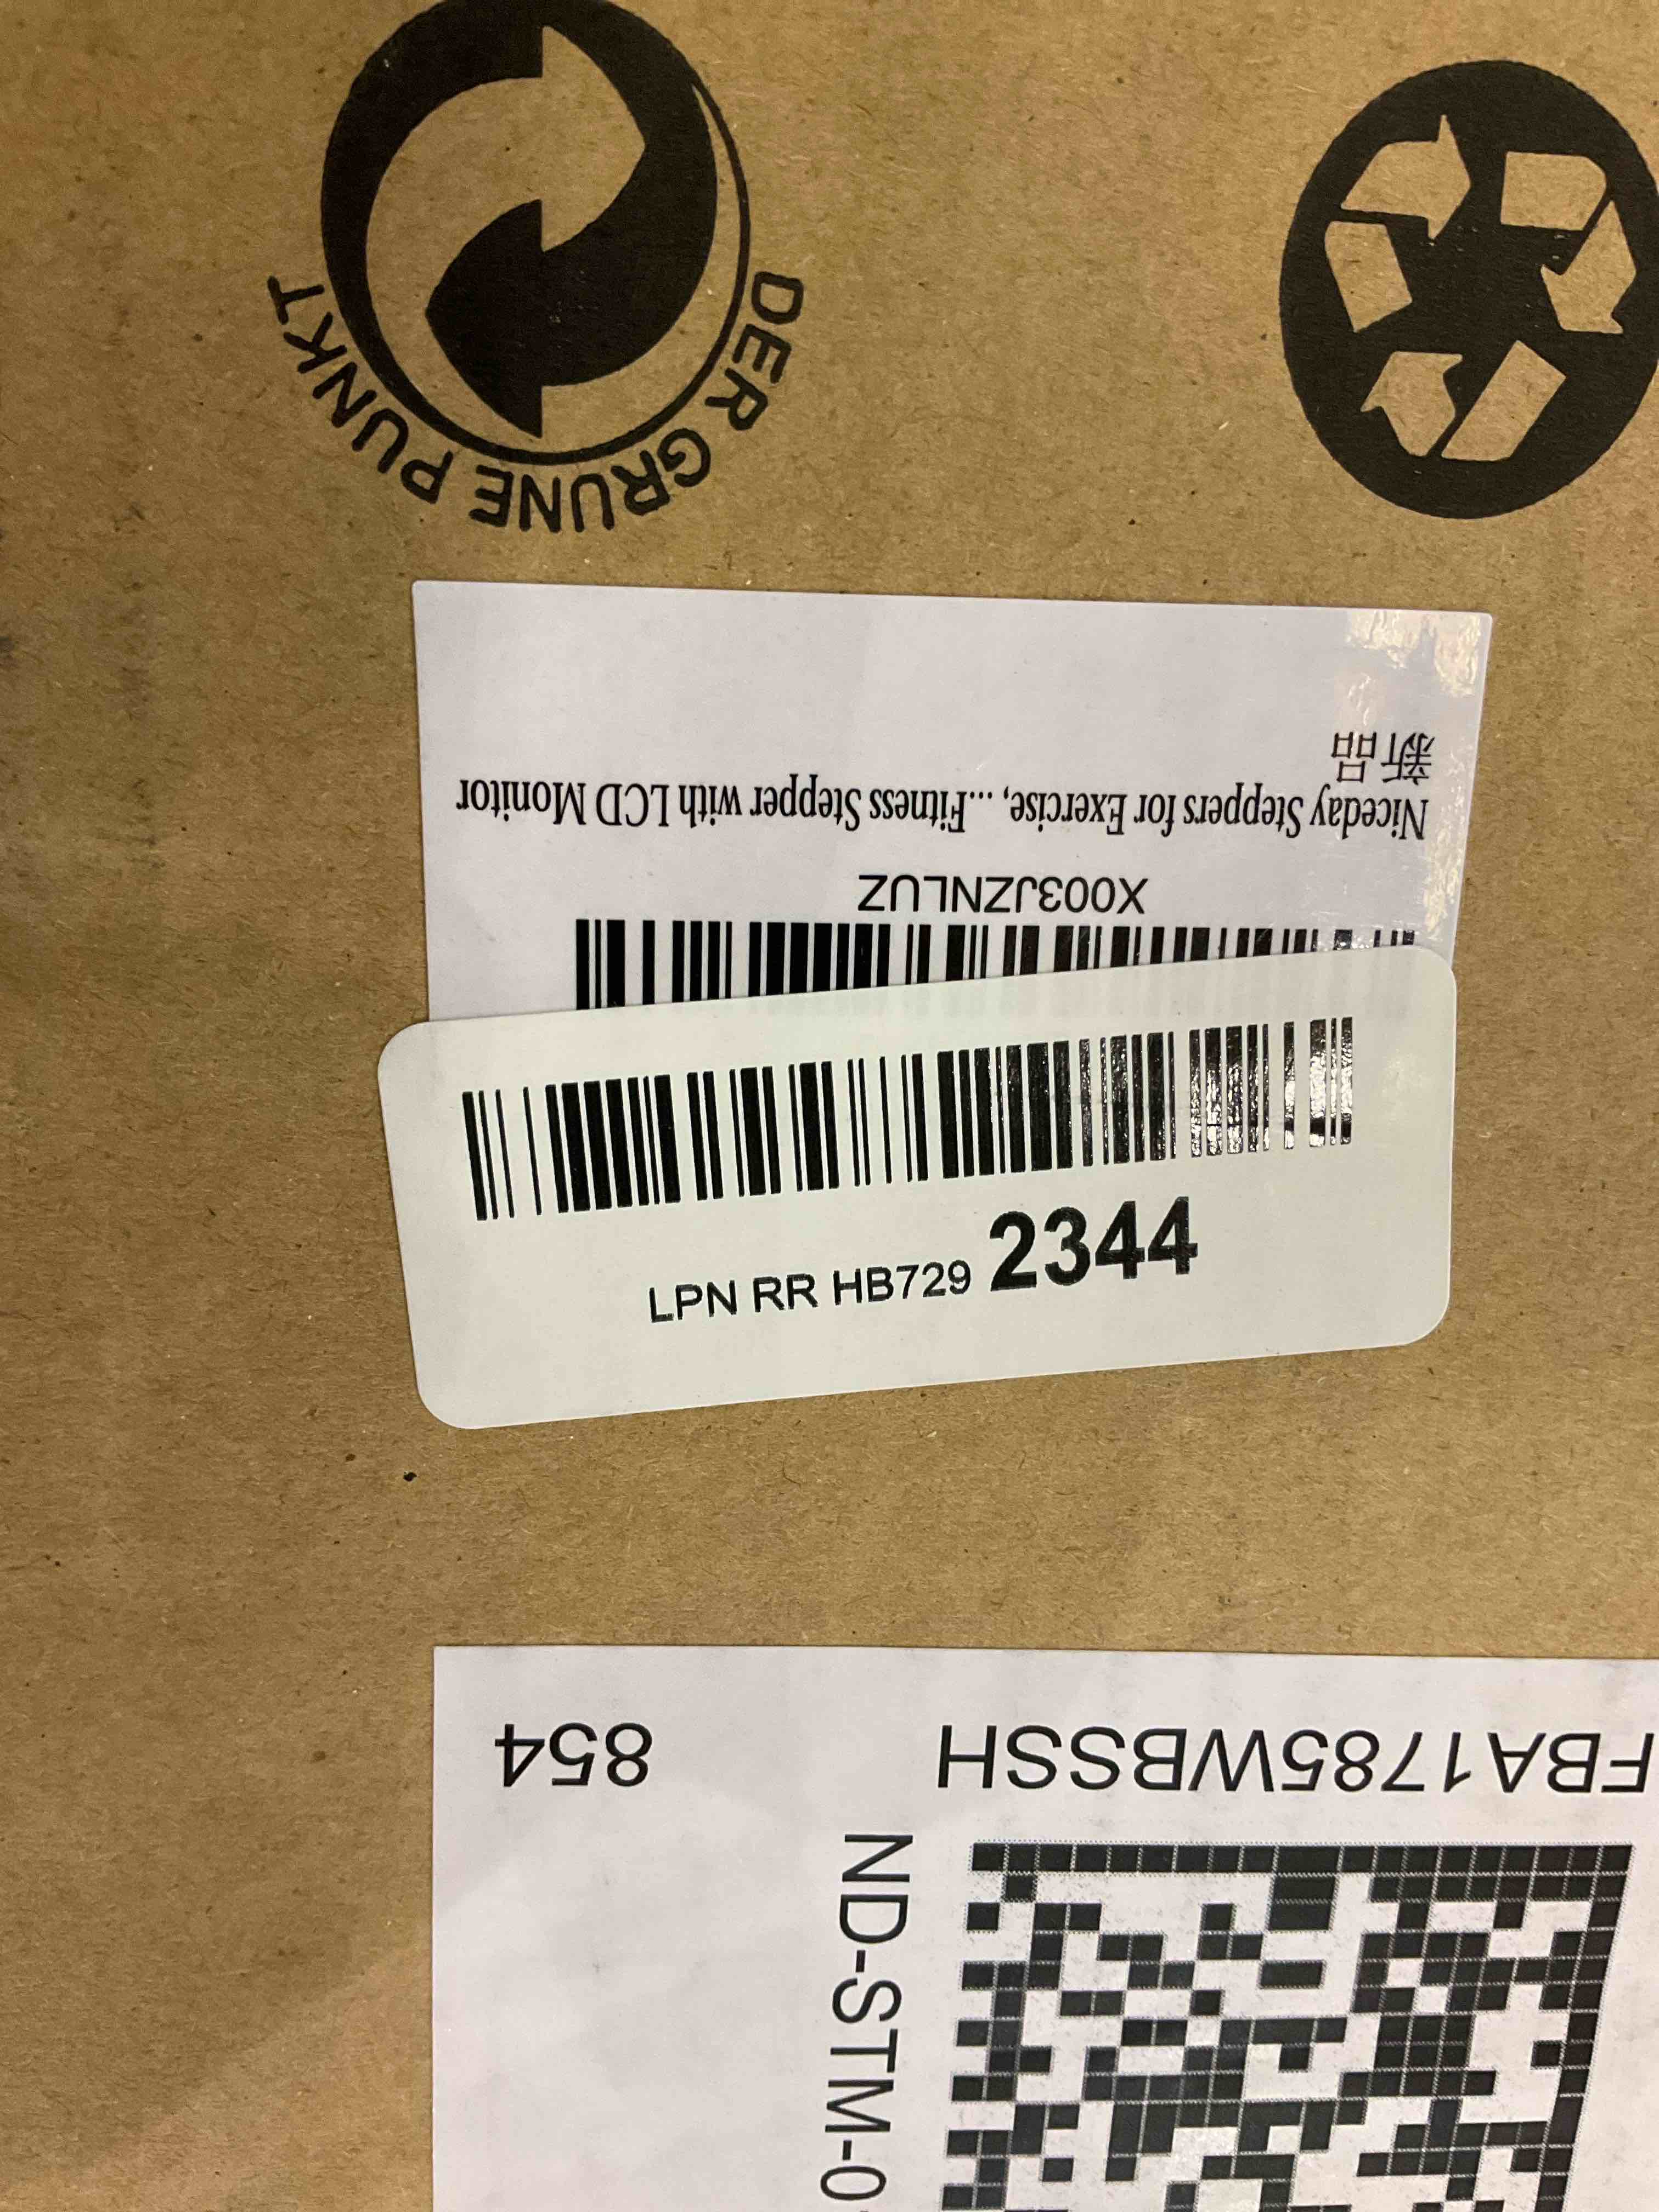 DER GRUNE PUNKT
X003JZNLUZ
Niceday Steppers for Exercise, ...Fitness Stepper with LCD Monitor
新品
LPN RR HB729 2344
FBA1785WBSSH
854
ND-STM-0